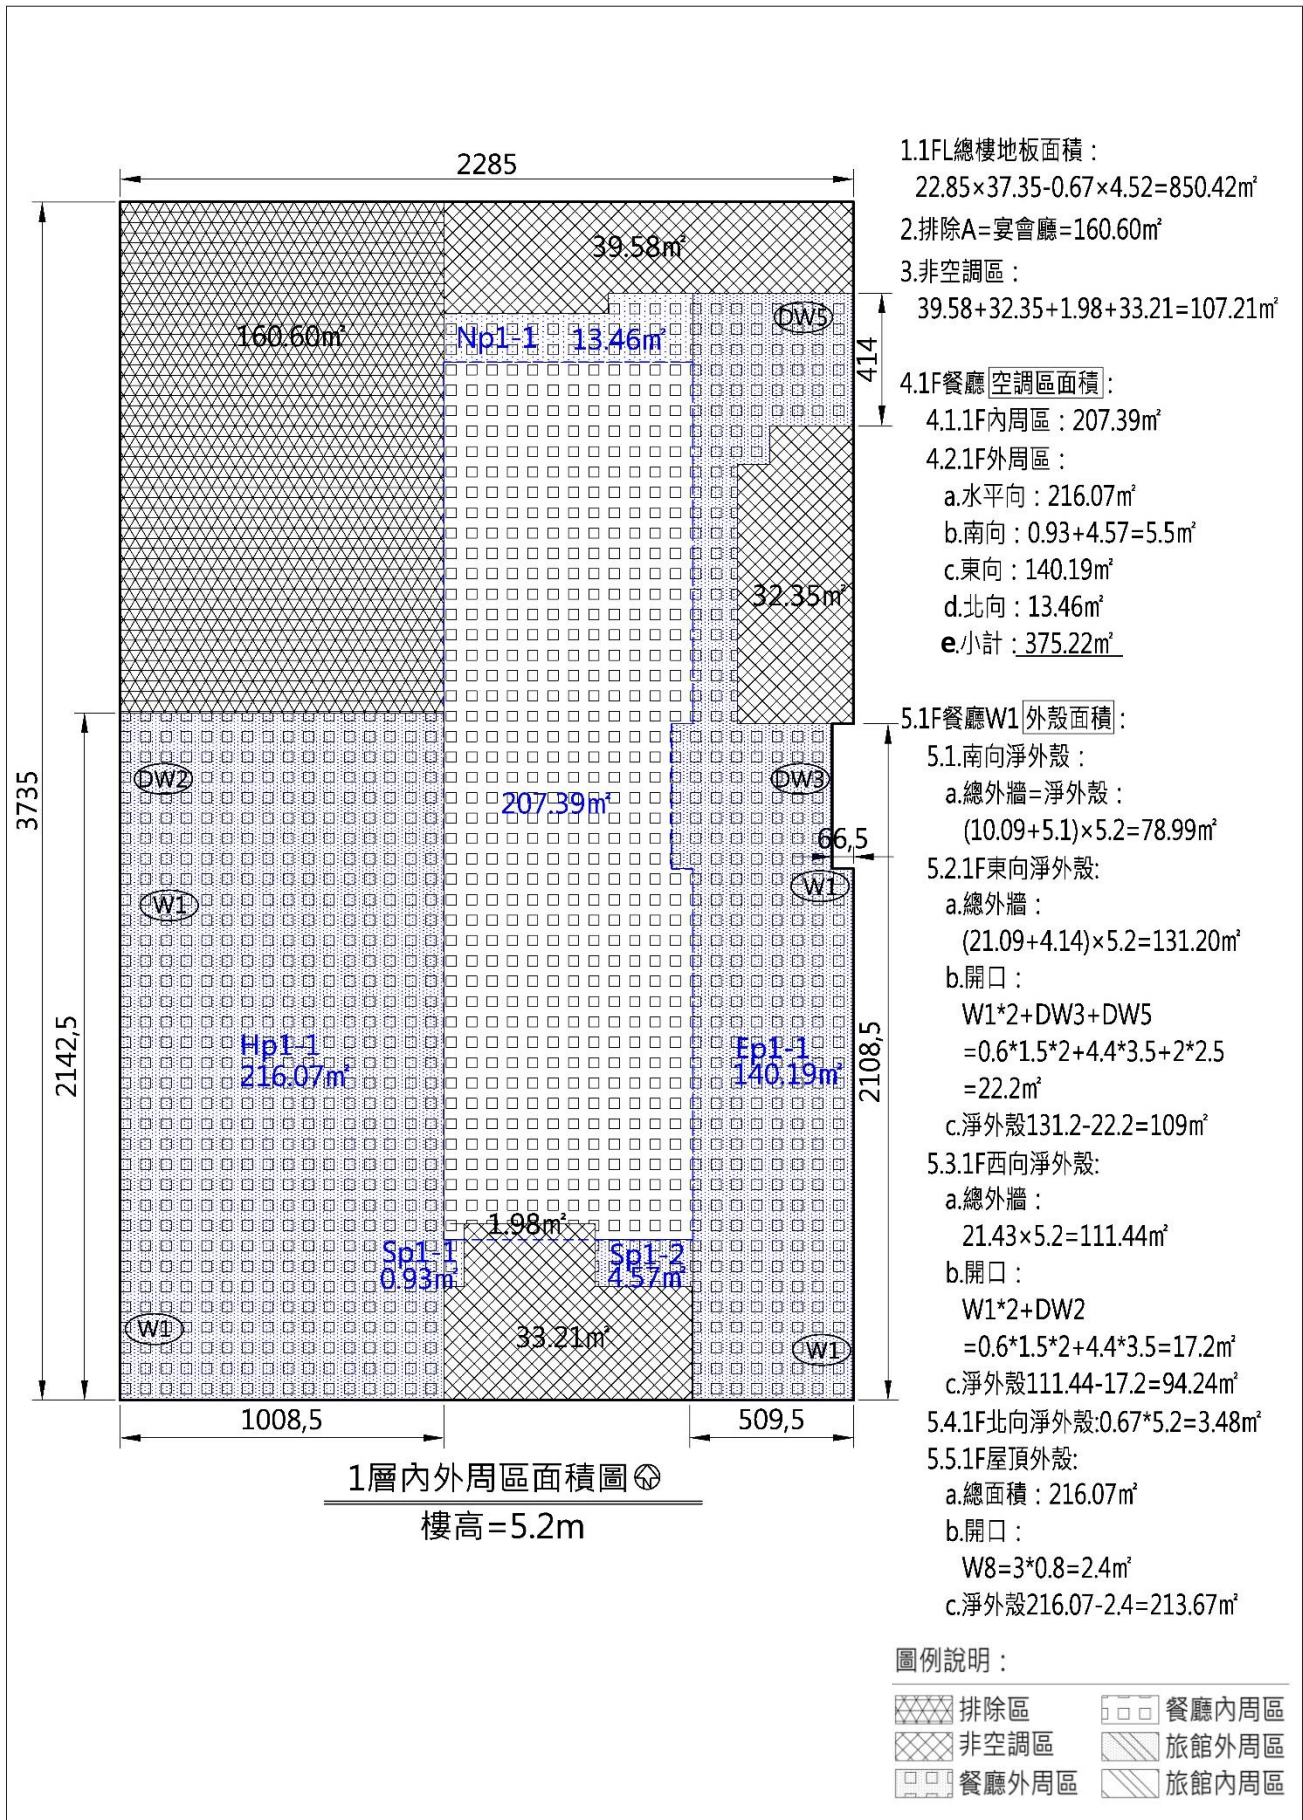 2285
3735
39.58㎡
160.60㎡
Np1-1 13.46㎡
DW5
414
32.35㎡
DW2
207.39㎡
DW3
66,5
W1
W1
2142,5
Hp1-1
216.07㎡
Ep1-1
140.19㎡
2108,5
1.98㎡
Sp1-1
0.93㎡
Sp1-2
4.57㎡
33.21㎡
W1
W1
1008,5
509,5
1層內外周區面積圖
樓高=5.2m
1.1FL總樓地板面積：
22.85×37.35-0.67×4.52=850.42㎡
2.排除A=宴會廳=160.60㎡
3.非空調區：
39.58+32.35+1.98+33.21=107.21㎡
4.1F餐廳 空調區面積：
4.1.1F內周區：207.39㎡
4.2.1F外周區：
a.水平向：216.07㎡
b.南向：0.93+4.57=5.5㎡
c.東向：140.19㎡
d.北向：13.46㎡
e.小計：375.22㎡
5.1F餐廳W1 外殼面積：
5.1.南向淨外殼：
a.總外牆=淨外殼：
(10.09+5.1)×5.2=78.99㎡
5.2.1F東向淨外殼:
a.總外牆：
(21.09+4.14)×5.2=131.20㎡
b.開口：
W1*2+DW3+DW5
=0.6*1.5*2+4.4*3.5+2*2.5
=22.2㎡
c.淨外殼131.2-22.2=109㎡
5.3.1F西向淨外殼:
a.總外牆：
21.43×5.2=111.44㎡
b.開口：
W1*2+DW2
=0.6*1.5*2+4.4*3.5=17.2㎡
c.淨外殼111.44-17.2=94.24㎡
5.4.1F北向淨外殼:0.67*5.2=3.48㎡
5.5.1F屋頂外殼:
a.總面積：216.07㎡
b.開口：
W8=3*0.8=2.4㎡
c.淨外殼216.07-2.4=213.67㎡
圖例說明：
排除區
餐廳內周區
非空調區
旅館外周區
餐廳外周區
旅館內周區